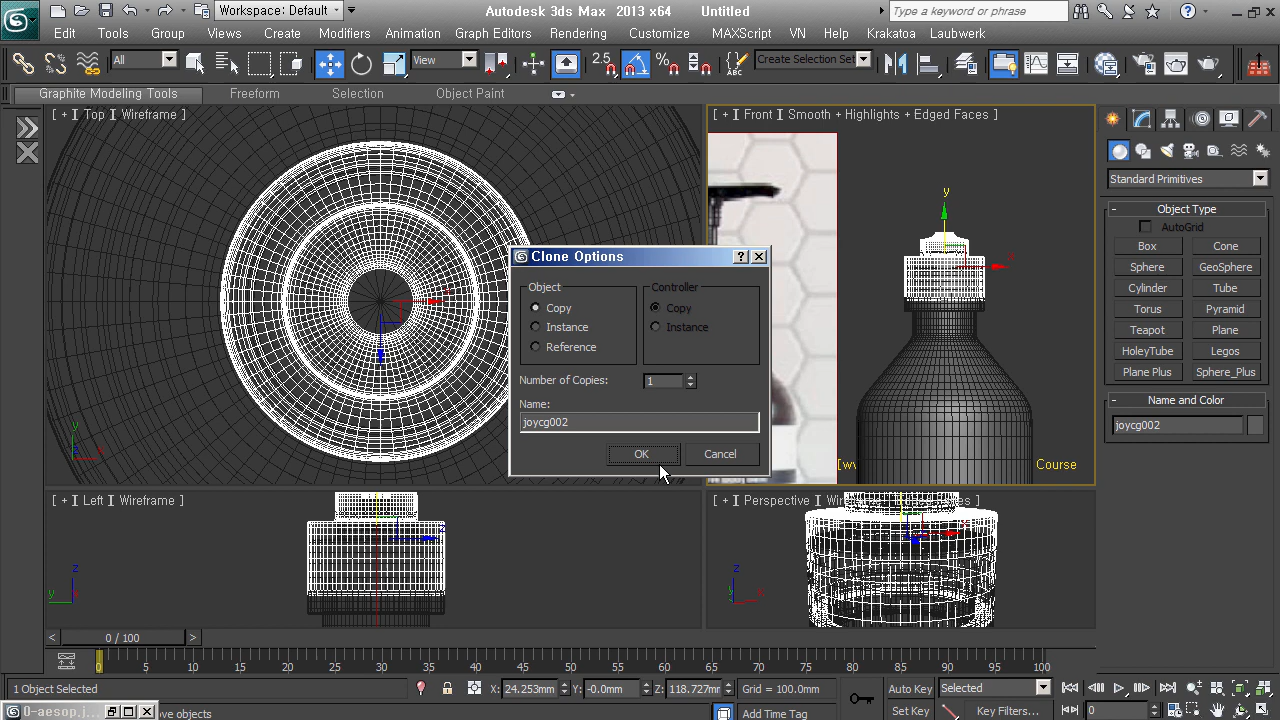 Workspace: Default
Autodesk 3ds Max 2013 x64 Untitled
Type a keyword or phrase
Edit Tools Group Views Create Modifiers Animation Graph Editors Rendering Customize MAXScript VN Help Krakatoa Laubwerk
All
View
2.5
Create Selection Set
Graphite Modeling Tools Freeform Selection Object Paint
[ + ] Top ] Wireframe ]
[ + ] Front ] Smooth + Highlights + Edged Faces ]
Standard Primitives
- Object Type
AutoGrid
Box Cone
Sphere GeoSphere
Cylinder Tube
Torus Pyramid
Teapot Plane
HoleyTube Legos
Plane Plus Sphere_Plus
- Name and Color
joycg002
y
x
Clone Options
Object
Copy
Instance
Reference
Controller
Copy
Instance
Number of Copies: 1
Name:
joycg002
OK Cancel
Course
y
z x
[ + ] Left ] Wireframe ]
z
y
z
0 / 100
0 5 10 15 20 25 30 35 40 45 50 55 60 65 70 75 80 85 90 95 100
1 Object Selected
X: 24.253mm Y: -0.0mm Z: 118.727mm Grid = 100.0mm
Auto Key Selected
0-aesop.j...
ve objects
Add Time Tag
Set Key Key Filters...
0